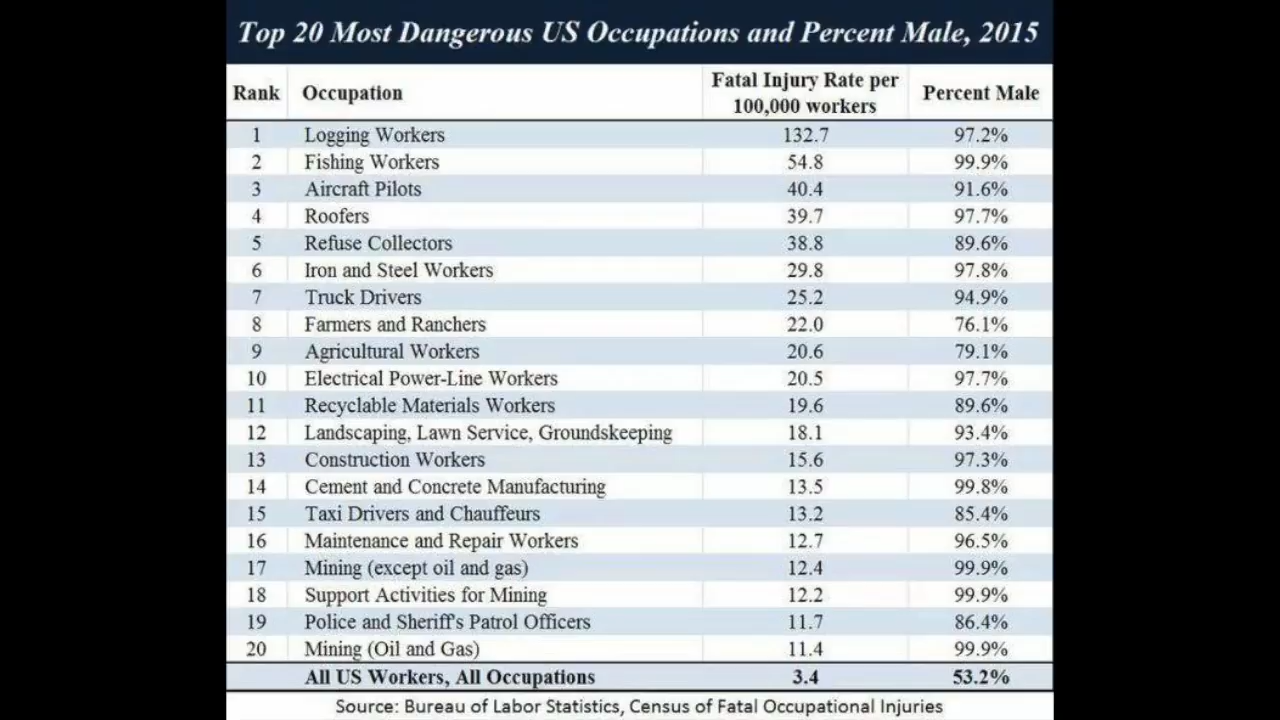 Top 20 Most Dangerous US Occupations and Percent Male, 2015
Rank Occupation Fatal Injury Rate per 100,000 workers Percent Male
1 Logging Workers 132.7 97.2%
2 Fishing Workers 54.8 99.9%
3 Aircraft Pilots 40.4 91.6%
4 Roofers 39.7 97.7%
5 Refuse Collectors 38.8 89.6%
6 Iron and Steel Workers 29.8 97.8%
7 Truck Drivers 25.2 94.9%
8 Farmers and Ranchers 22.0 76.1%
9 Agricultural Workers 20.6 79.1%
10 Electrical Power-Line Workers 20.5 97.7%
11 Recyclable Materials Workers 19.6 89.6%
12 Landscaping, Lawn Service, Groundskeeping 18.1 93.4%
13 Construction Workers 15.6 97.3%
14 Cement and Concrete Manufacturing 13.5 99.8%
15 Taxi Drivers and Chauffeurs 13.2 85.4%
16 Maintenance and Repair Workers 12.7 96.5%
17 Mining (except oil and gas) 12.4 99.9%
18 Support Activities for Mining 12.2 99.9%
19 Police and Sheriff's Patrol Officers 11.7 86.4%
20 Mining (Oil and Gas) 11.4 99.9%
All US Workers, All Occupations 3.4 53.2%
Source: Bureau of Labor Statistics, Census of Fatal Occupational Injuries